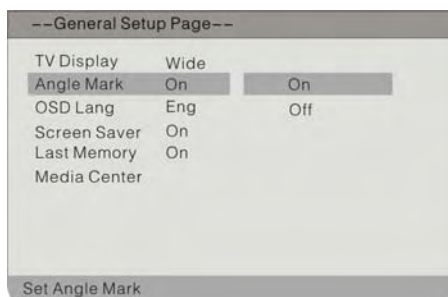 --General Setup Page--
TV Display Wide
Angle Mark On On
OSD Lang Eng Off
Screen Saver On
Last Memory On
Media Center
Set Angle Mark